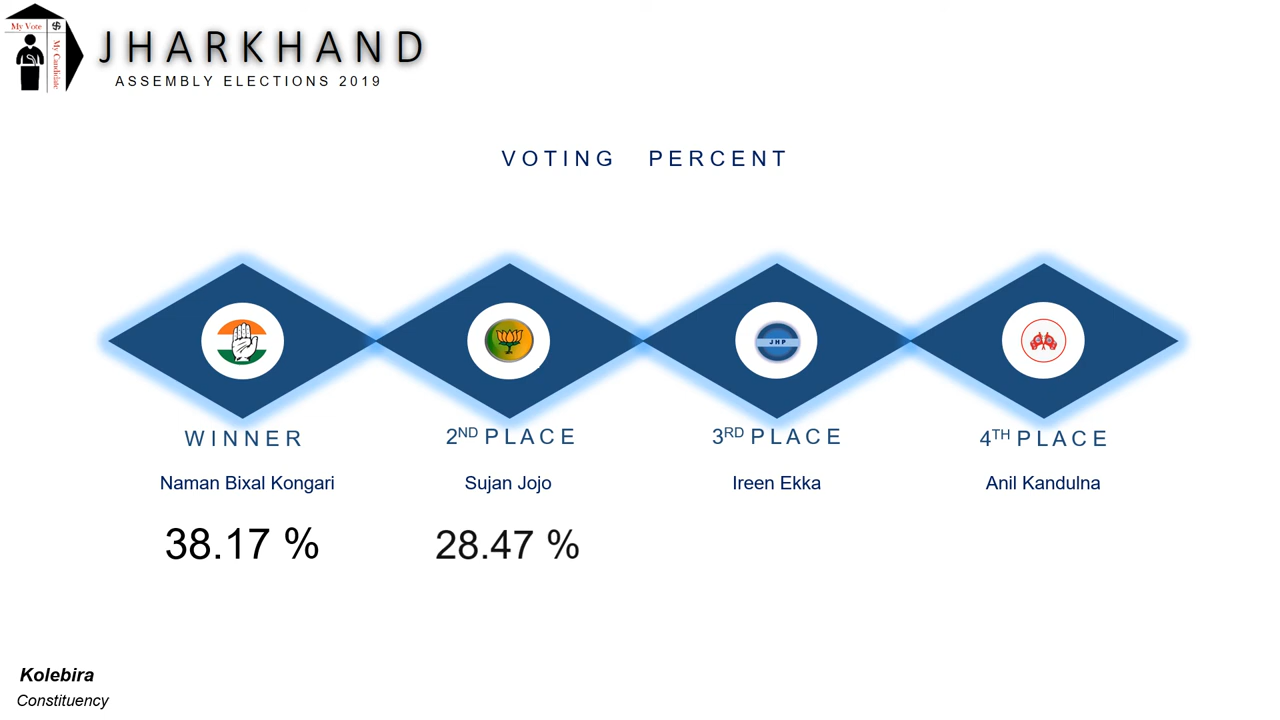 My Vote
My Candidate
JHARKHAND
ASSEMBLY ELECTIONS 2019
VOTING PERCENT
JHP
WINNER
2ND PLACE
3RD PLACE
4TH PLACE
Naman Bixal Kongari
Sujan Jojo
Ireen Ekka
Anil Kandulna
38.17 %
28.47 %
Kolebira
Constituency